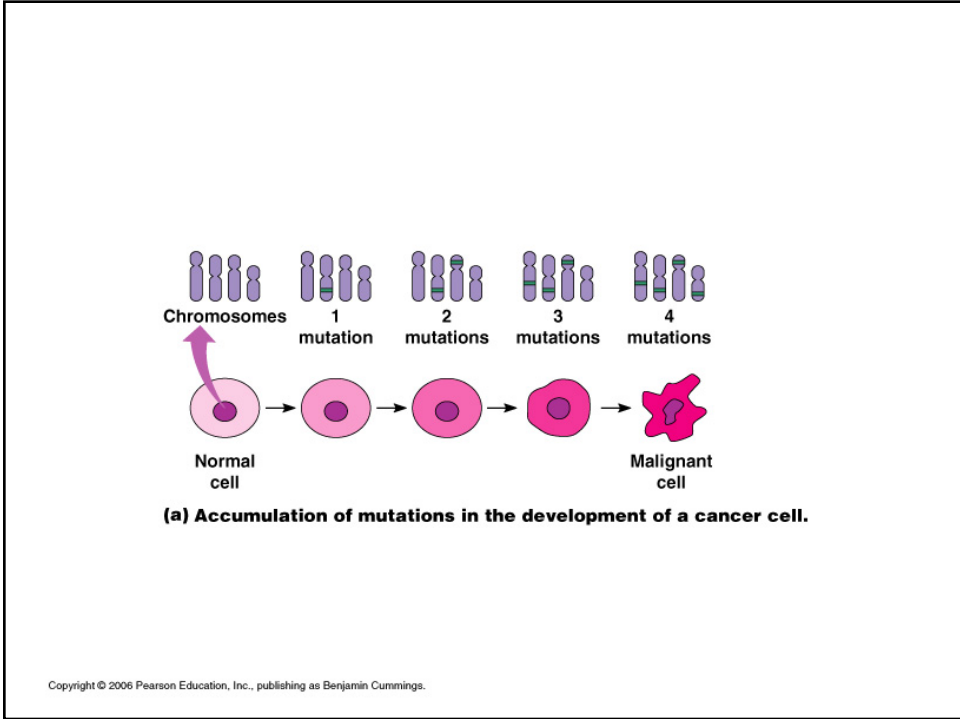 Chromosomes
1
mutation
2
mutations
3
mutations
4
mutations
Normal
cell
Malignant
cell
(a) Accumulation of mutations in the development of a cancer cell.
Copyright © 2006 Pearson Education, Inc., publishing as Benjamin Cummings.